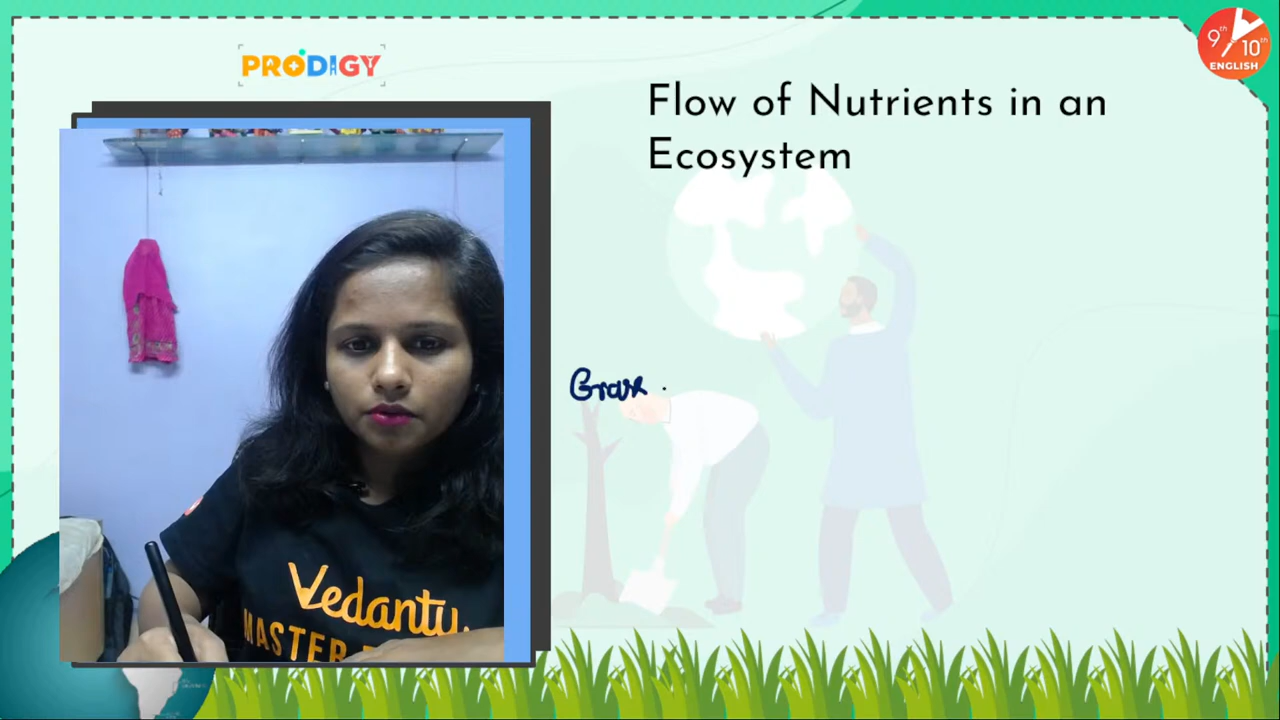 PRODIGY
9th 10th
ENGLISH
Flow of Nutrients in an
Ecosystem
Grass
Vedantu
MASTER